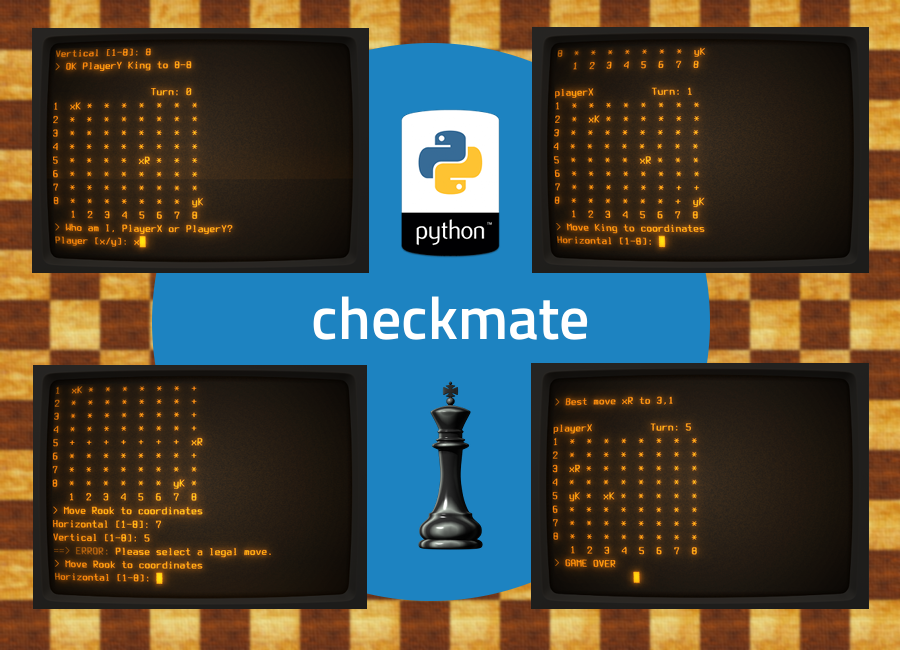 Vertical [1-8]: 8
> OK PlayerY King to 8-8
Turn: 0
1 xK * * * * * * *
2 * * * * * * * *
3 * * * * * * * *
4 * * * * * * * *
5 * * * * xR * * *
6 * * * * * * * *
7 * * * * * * * *
8 * * * * * * * yK
1 2 3 4 5 6 7 8
> Who am I, PlayerX or PlayerY?
Player [x/y]: x
8 * * * * * * * yK
1 2 3 4 5 6 7 8
playerX Turn: 1
1 * * * * * * * *
2 * xK * * * * * *
3 * * * * * * * *
4 * * * * * * * *
5 * * * * xR * * *
6 * * * * * * * *
7 * * * * * * + +
8 * * * * * * + yK
1 2 3 4 5 6 7 8
> Move King to coordinates
Horizontal [1-8]:
python™
checkmate
1 xK * * * * * * +
2 * * * * * * * +
3 * * * * * * * +
4 * * * * * * * +
5 + + + + + + + xR
6 * * * * * * * +
7 * * * * * * * *
8 * * * * * * yK *
1 2 3 4 5 6 7 8
> Move Rook to coordinates
Horizontal [1-8]: 7
Vertical [1-8]: 5
==> ERROR: Please select a legal move.
> Move Rook to coordinates
Horizontal [1-8]:
> Best move xR to 3,1
playerX Turn: 5
1 * * * * * * * *
2 * * * * * * * *
3 xR * * * * * * *
4 * * * * * * * *
5 yK * xK * * * * *
6 * * * * * * * *
7 * * * * * * * *
8 * * * * * * * *
1 2 3 4 5 6 7 8
> GAME OVER